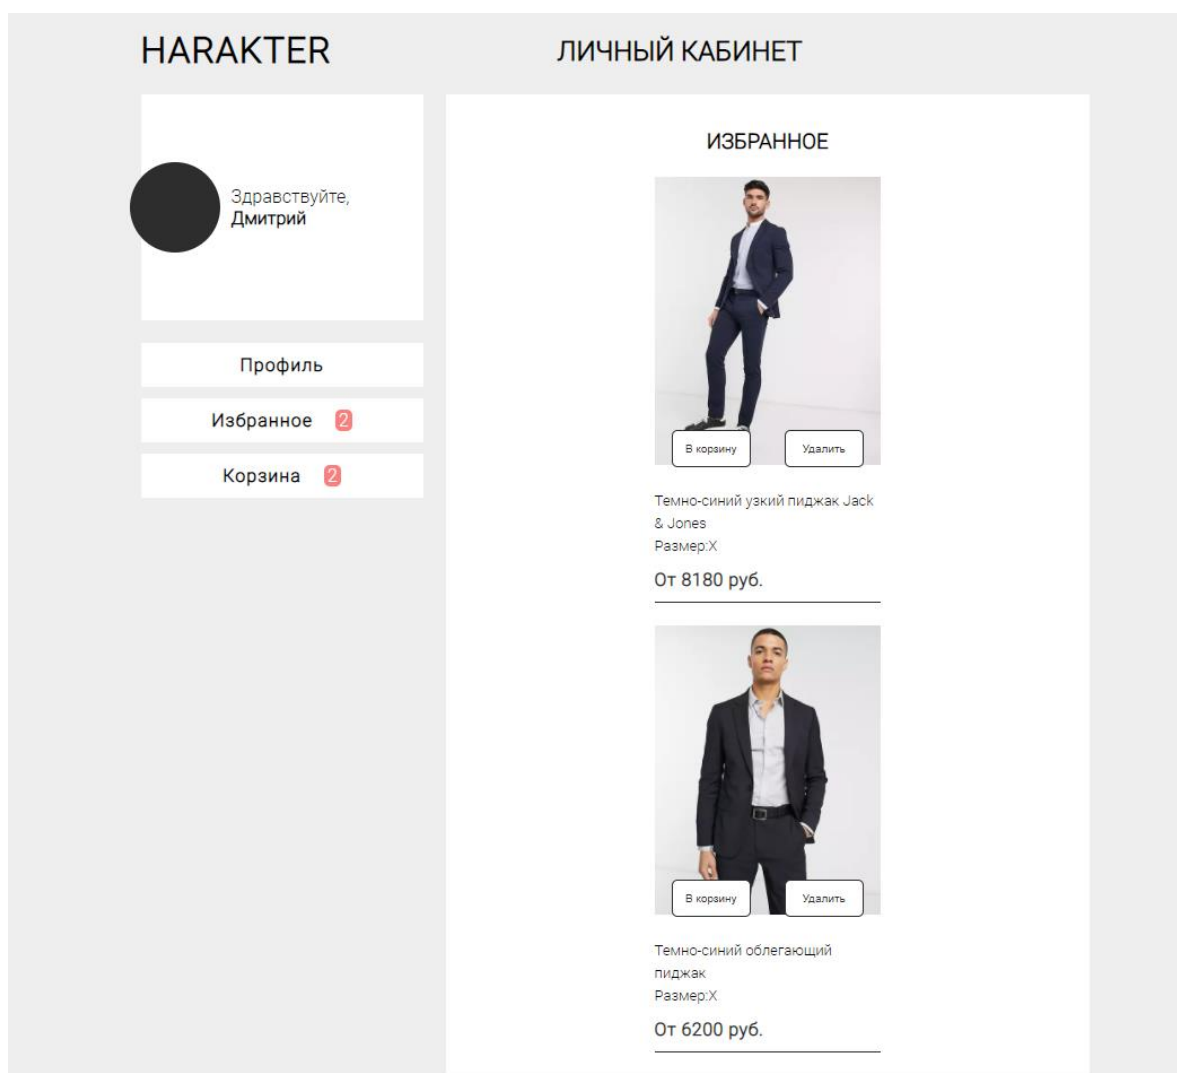 HARAKTER
ЛИЧНЫЙ КАБИНЕТ
Здравствуйте,
Дмитрий
Профиль
Избранное 2
Корзина 2
ИЗБРАННОЕ
В корзину
Удалить
Темно-синий узкий пиджак Jack
& Jones
Размер:X
От 8180 руб.
В корзину
Удалить
Темно-синий облегающий
пиджак
Размер:X
От 6200 руб.